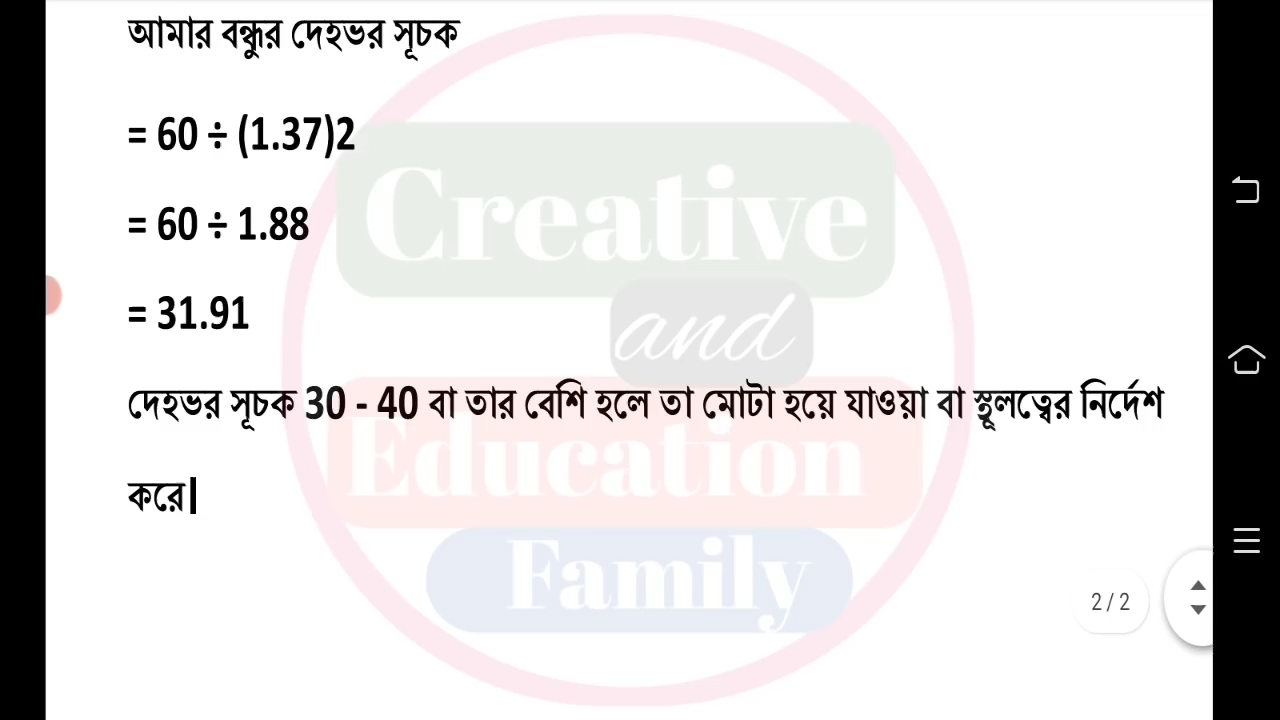 আমার বন্ধুর দেহভর সূচক
= 60 ÷ (1.37)2
= 60 ÷ 1.88
= 31.91
দেহভর সূচক 30 - 40 বা তার বেশি হলে তা মোটা হয়ে যাওয়া বা স্থূলত্বের নির্দেশ
করে।
Creative
and
Education
Family
2 / 2